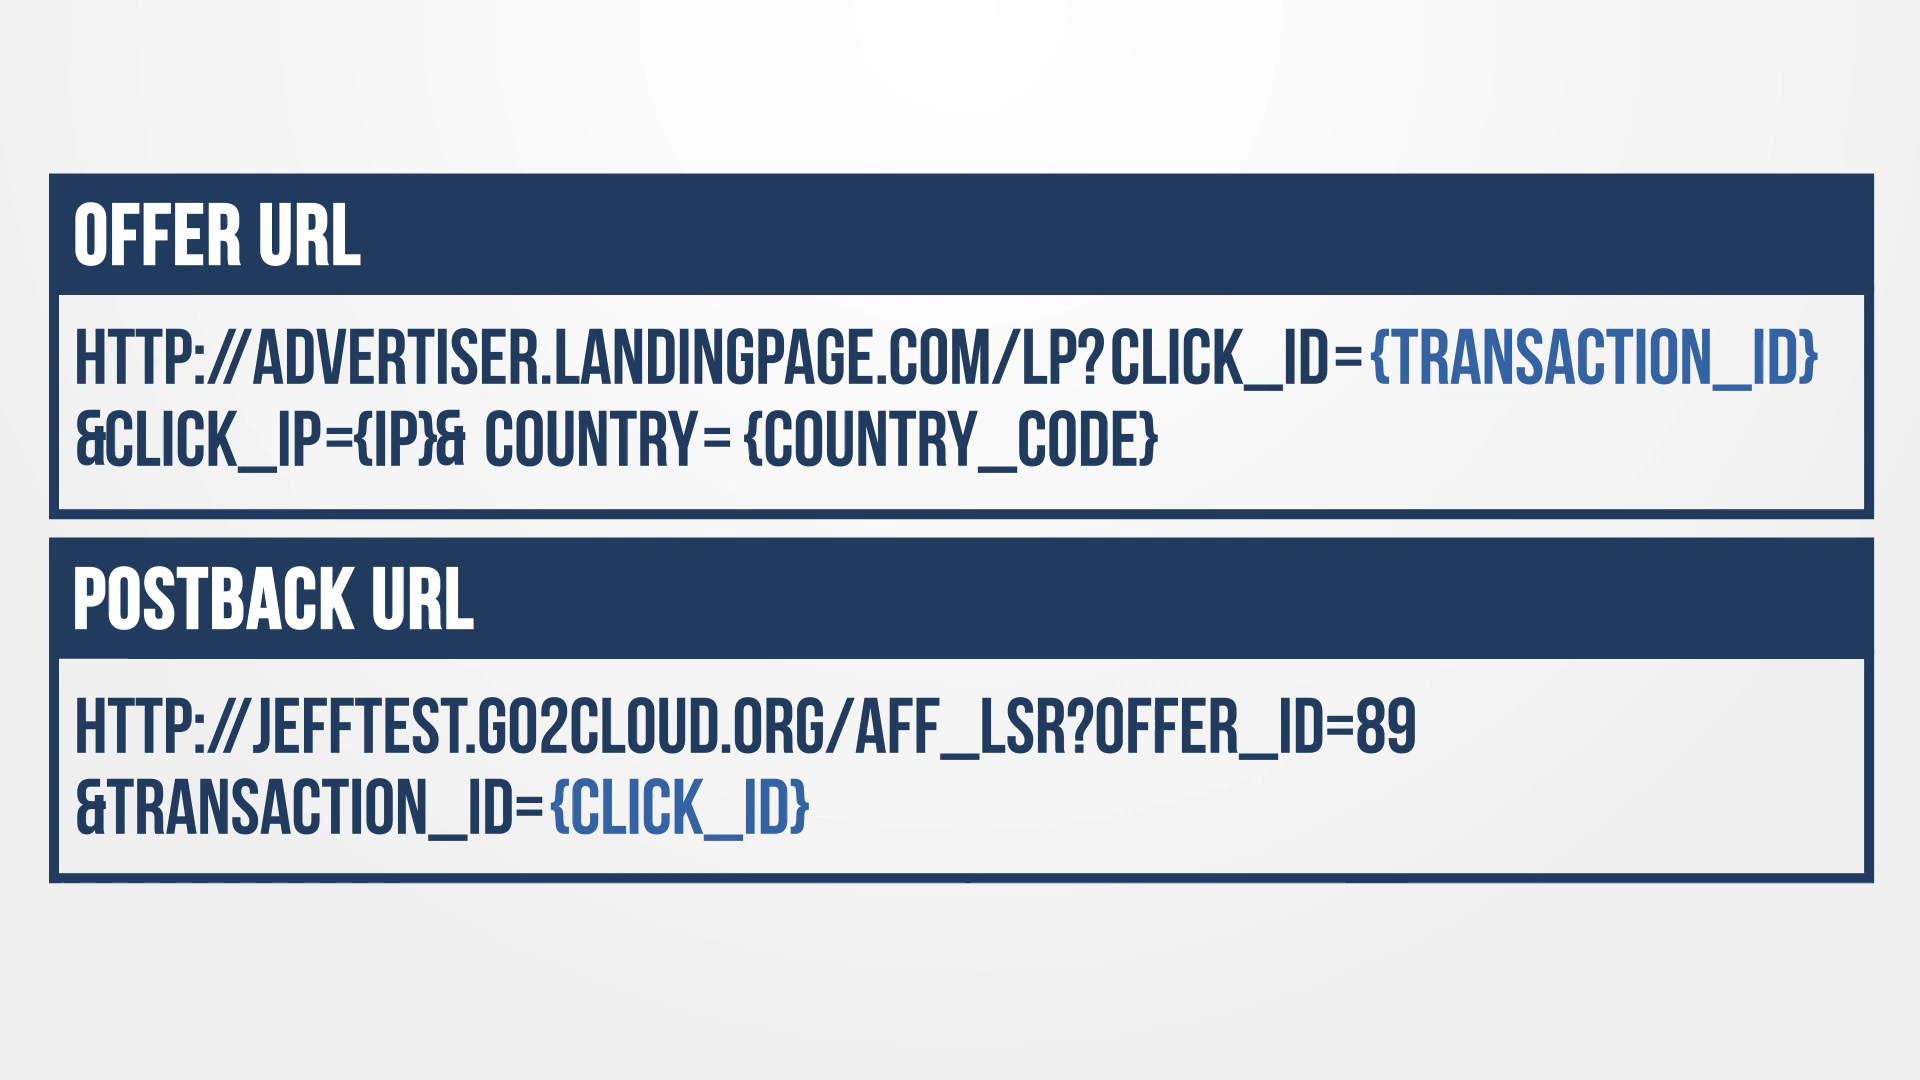 OFFER URL
HTTP://ADVERTISER.LANDINGPAGE.COM/LP?CLICK_ID={TRANSACTION_ID}
&CLICK_IP={IP}& COUNTRY= {COUNTRY_CODE}
POSTBACK URL
HTTP://JEFFTEST.GO2CLOUD.ORG/AFF_LSR?OFFER_ID=89
&TRANSACTION_ID={CLICK_ID}